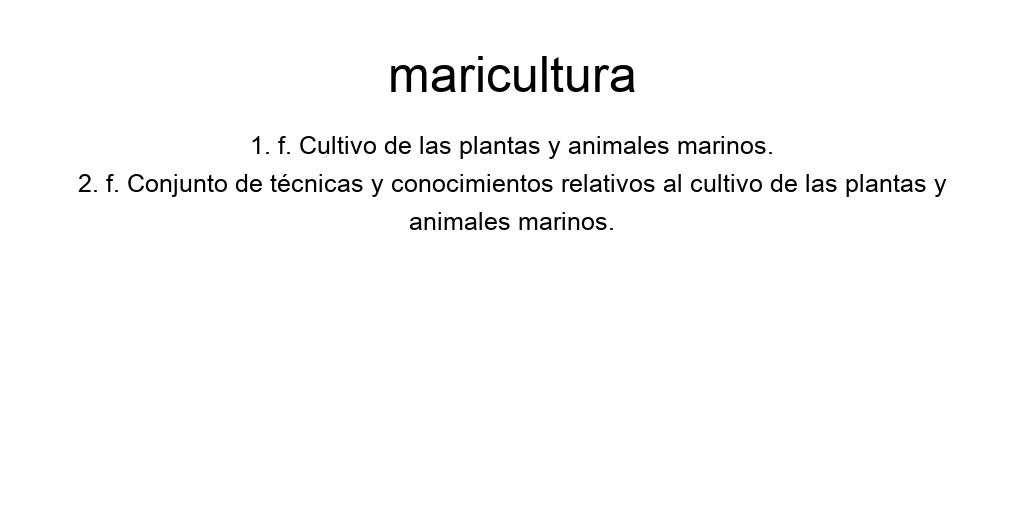 maricultura
1. f. Cultivo de las plantas y animales marinos.
2. f. Conjunto de técnicas y conocimientos relativos al cultivo de las plantas y
animales marinos.